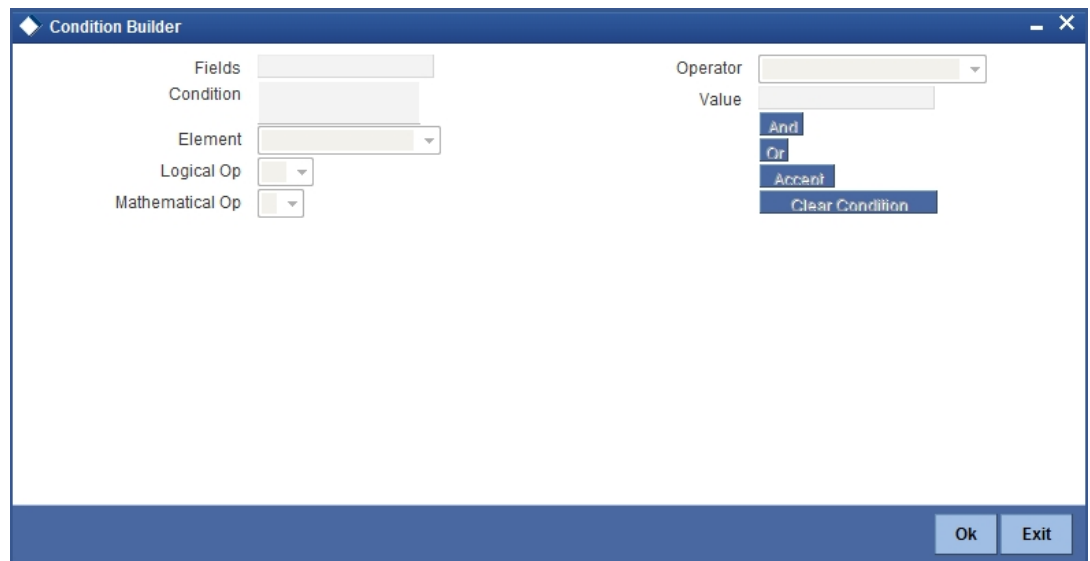 Condition Builder
Fields
Condition
Element
Logical Op
Mathematical Op
Operator
Value
And
Or
Accept
Clear Condition
Ok
Exit